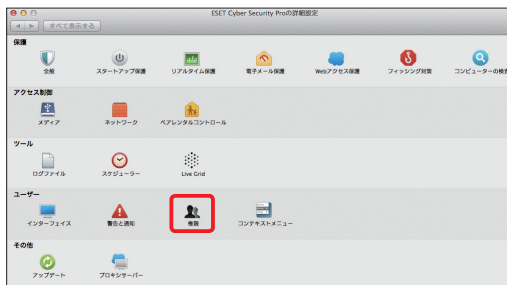 ESET Cyber Security Proの詳細設定
すべて表示する
保護
全般 スタートアップ保護 リアルタイム保護 電子メール保護 Webアクセス保護 フィッシング対策 コンピューターの検
アクセス制御
メディア ネットワーク ペアレンタルコントロール
ツール
ログファイル スケジューラー Live Grid
ユーザー
インターフェイス 警告と通知 権限 コンテキストメニュー
その他
アップデート プロキシサーバー